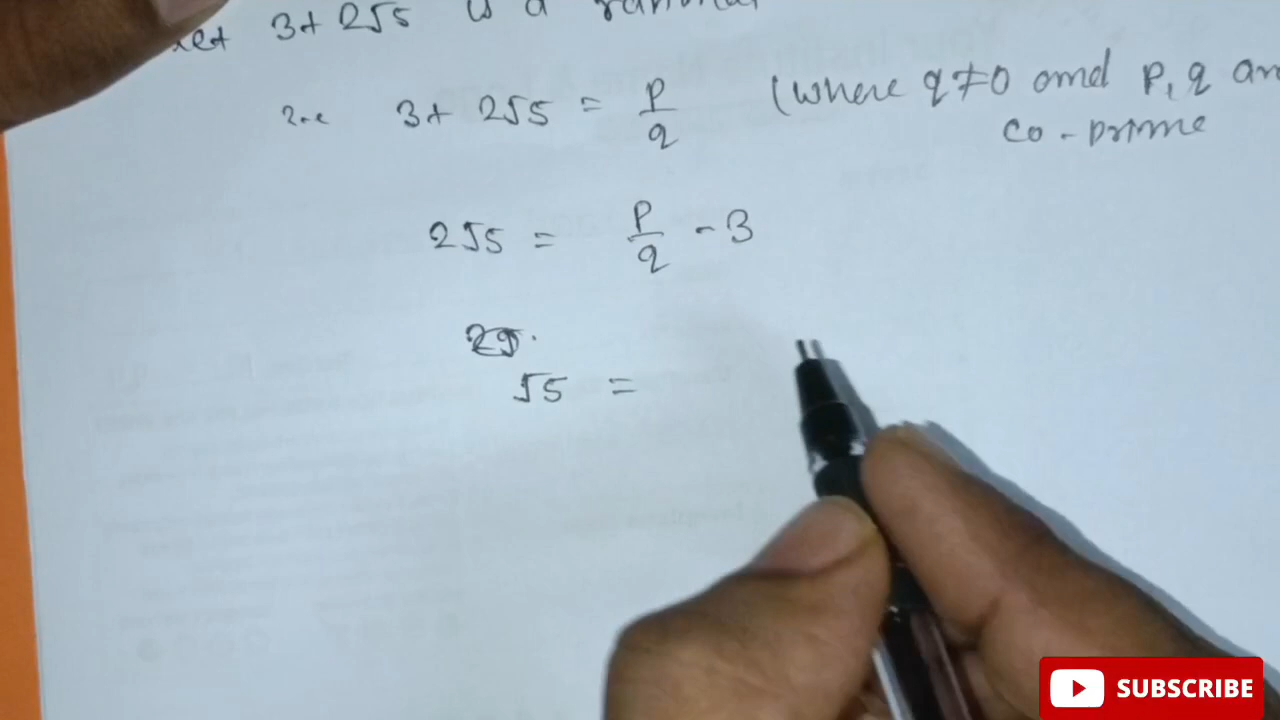 Let 3+2√5 is a rational
3+ 2√5 = p/q (where q≠0 and p, q are
co-prime
2√5 = p/q - 3
√5 =
SUBSCRIBE